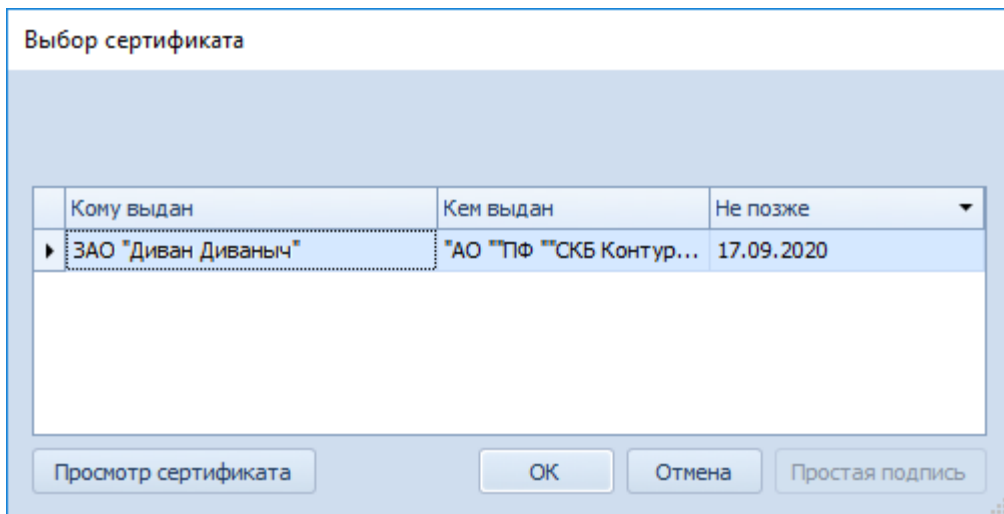 Выбор сертификата
Кому выдан Кем выдан Не позже
ЗАО "Диван Диваныч" "АО ""ПФ ""СКБ Контур... 17.09.2020
Просмотр сертификата ОК Отмена Простая подпись